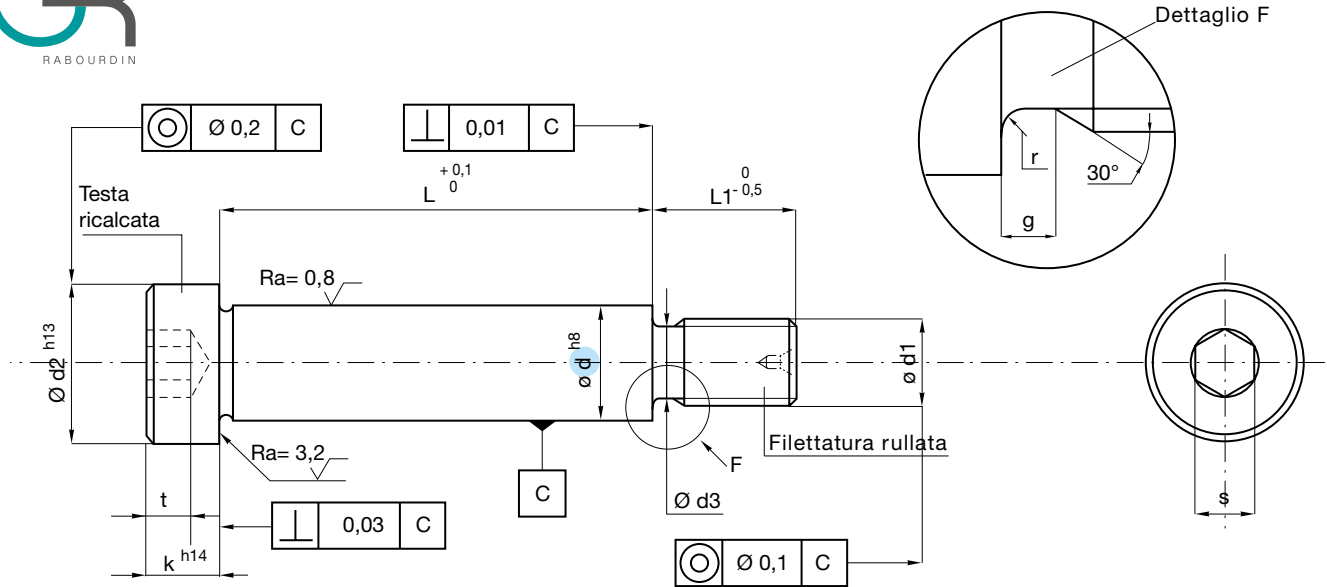 RABOURDIN
Dettaglio F
Ø 0,2 C
0,01 C
r
30°
g
L + 0,1 0
L1 0 - 0,5
Testa
ricalcata
Ra= 0,8
Ø d2 h13
ø d h8
ø d1
Ra= 3,2
F
Filettatura rullata
C
Ø d3
t
0,03 C
k h14
Ø 0,1 C
s